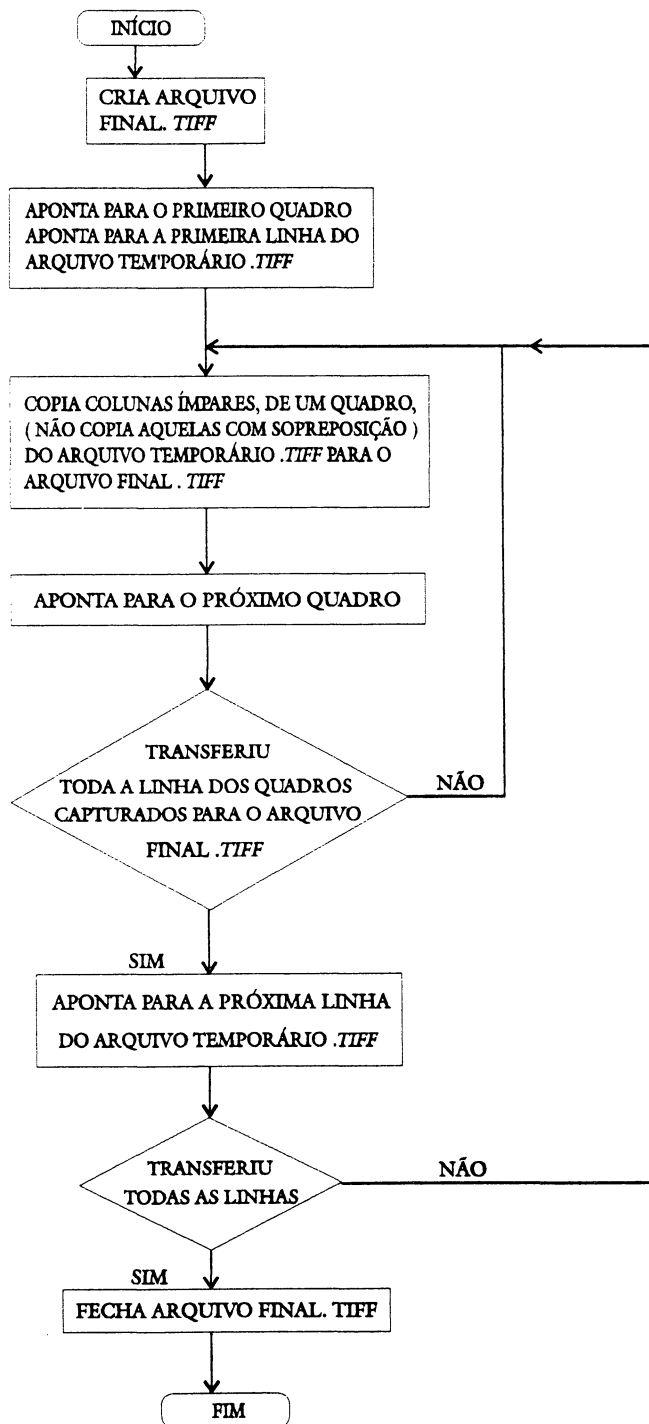 INÍCIO
CRIA ARQUIVO
FINAL. TIFF
APONTA PARA O PRIMEIRO QUADRO
APONTA PARA A PRIMEIRA LINHA DO
ARQUIVO TEM'PORÁRIO .TIFF
COPIA COLUNAS ÍMPARES, DE UM QUADRO,
( NÃO COPIA AQUELAS COM SOPREPOSIÇÃO )
DO ARQUIVO TEMPORÁRIO .TIFF PARA O
ARQUIVO FINAL . TIFF
APONTA PARA O PRÓXIMO QUADRO
TRANSFERIU
TODA A LINHA DOS QUADROS
CAPTURADOS PARA O ARQUIVO
FINAL .TIFF
NÃO
SIM
APONTA PARA A PRÓXIMA LINHA
DO ARQUIVO TEMPORÁRIO .TIFF
TRANSFERIU
TODAS AS LINHAS
NÃO
SIM
FECHA ARQUIVO FINAL. TIFF
FIM